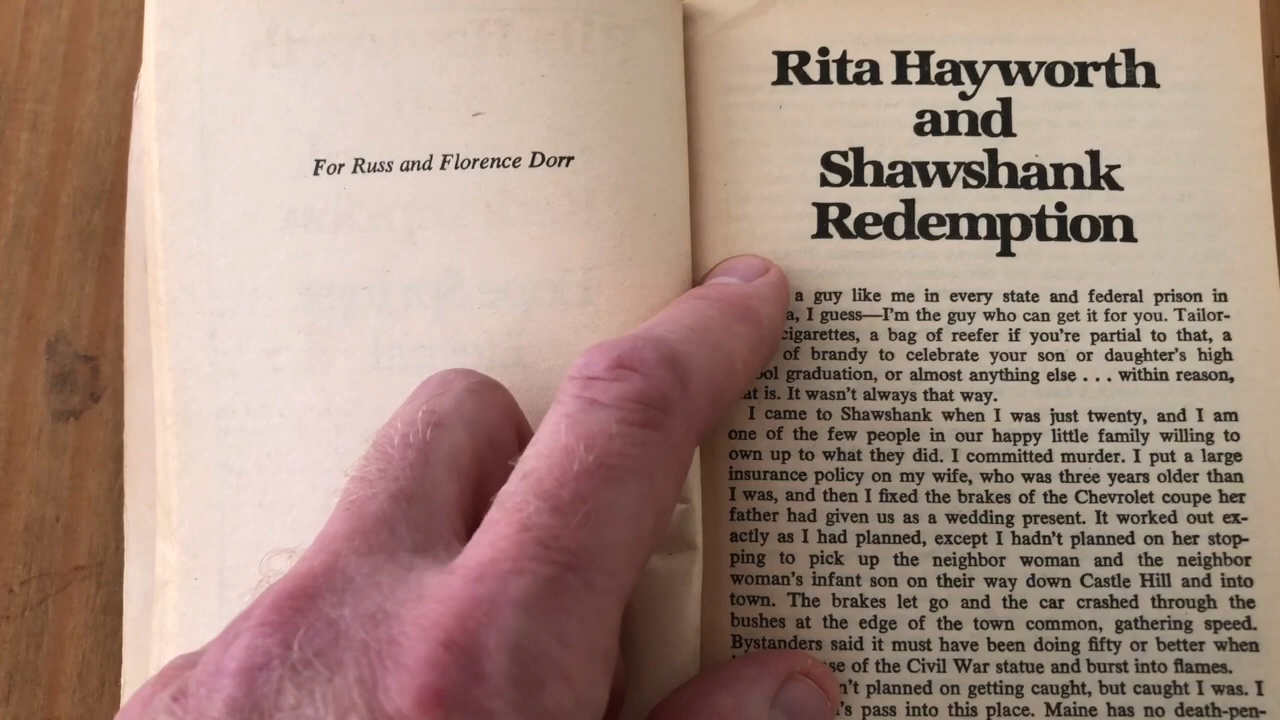 For Russ and Florence Dorr
Rita Hayworth
and
Shawshank
Redemption
a guy like me in every state and federal prison in
a, I guess—I'm the guy who can get it for you. Tailor-
cigarettes, a bag of reefer if you're partial to that, a
of brandy to celebrate your son or daughter's high
ool graduation, or almost anything else . . . within reason,
at is. It wasn't always that way.
I came to Shawshank when I was just twenty, and I am
one of the few people in our happy little family willing to
own up to what they did. I committed murder. I put a large
insurance policy on my wife, who was three years older than
I was, and then I fixed the brakes of the Chevrolet coupe her
father had given us as a wedding present. It worked out ex-
actly as I had planned, except I hadn't planned on her stop-
ping to pick up the neighbor woman and the neighbor
woman's infant son on their way down Castle Hill and into
town. The brakes let go and the car crashed through the
bushes at the edge of the town common, gathering speed.
Bystanders said it must have been doing fifty or better when
se of the Civil War statue and burst into flames.
n't planned on getting caught, but caught I was. I
's pass into this place. Maine has no death-pen-